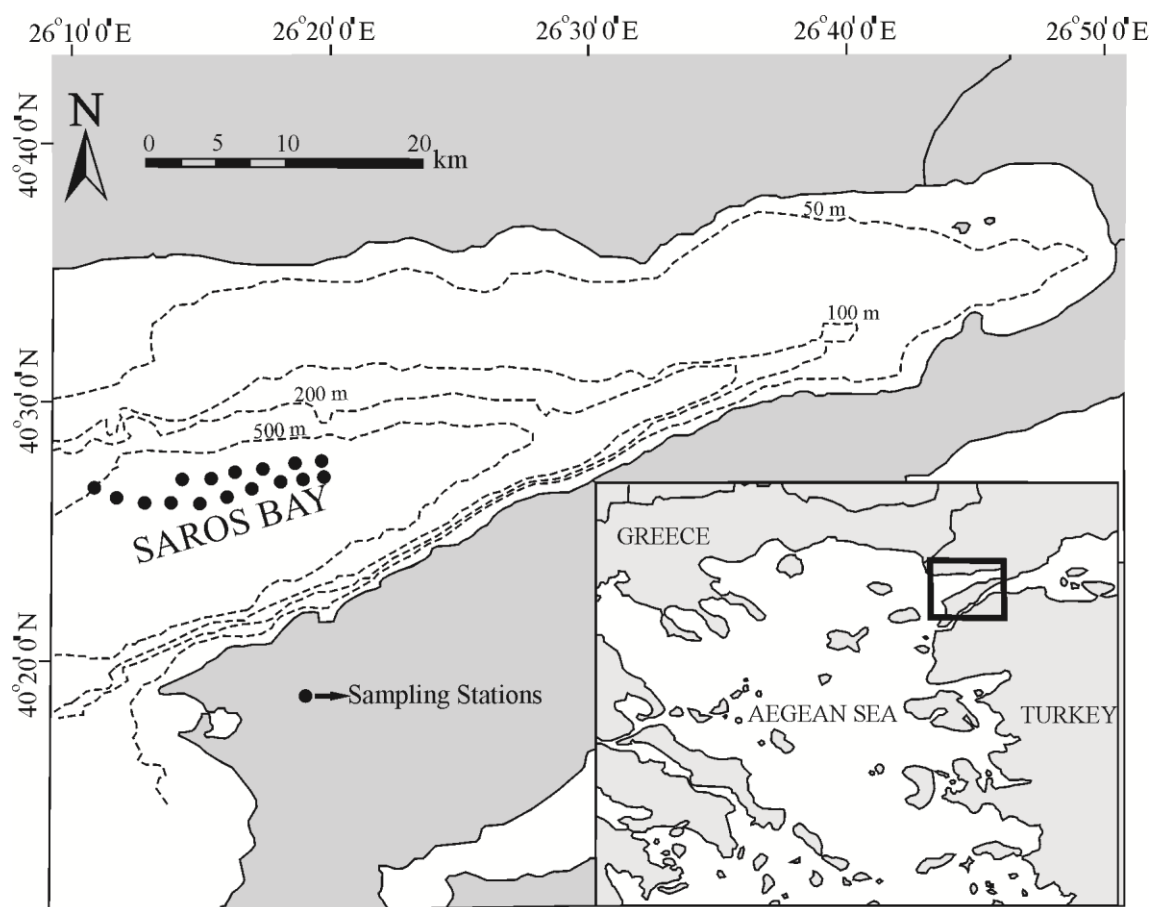 26°10'0"E 26°20'0"E 26°30'0"E 26°40'0"E 26°50'0"E
N
0 5 10 20
km
40°40'0"N
50 m
100 m
40°30'0"N
200 m
500 m
SAROS BAY
GREECE
40°20'0"N
Sampling Stations
AEGEAN SEA
TURKEY